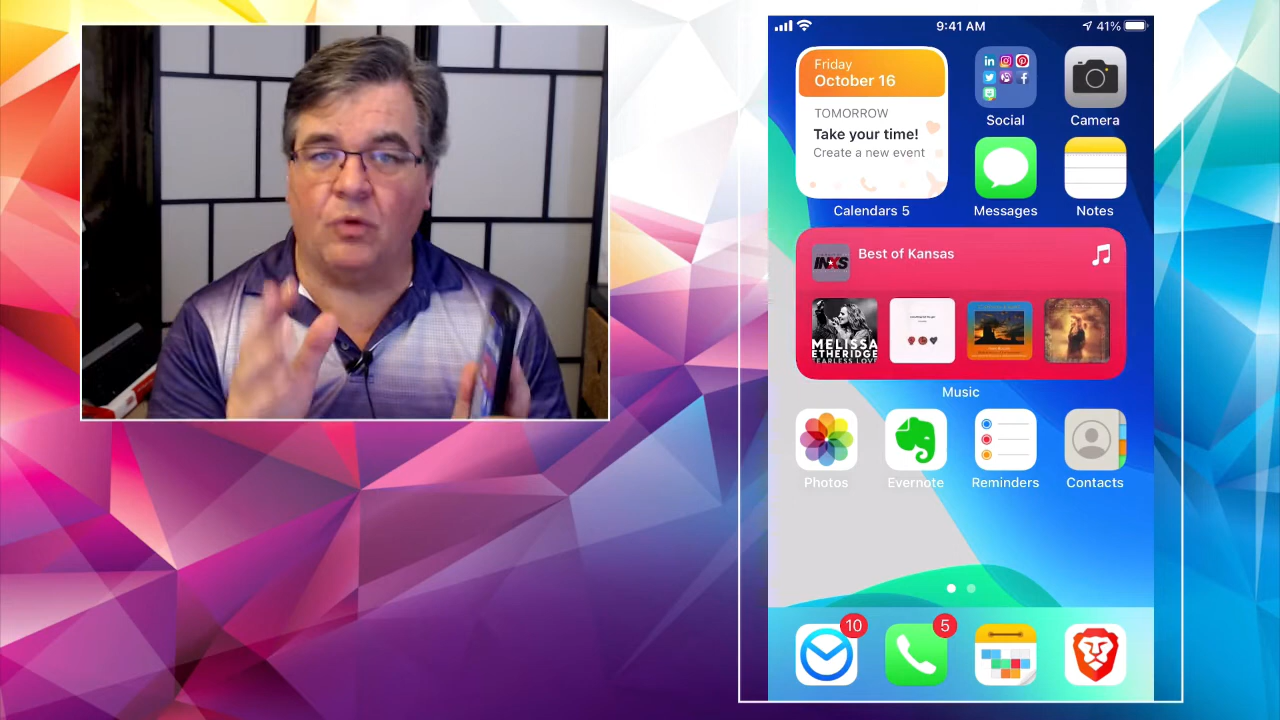 9:41 AM
41%
Friday
October 16
TOMORROW
Take your time!
Create a new event
Calendars 5
in
Social
Camera
Messages
Notes
INXS
Best of Kansas
MELISSA
ETHERIDGE
FEARLESS LOVE
Music
Photos
Evernote
Reminders
Contacts
10
5